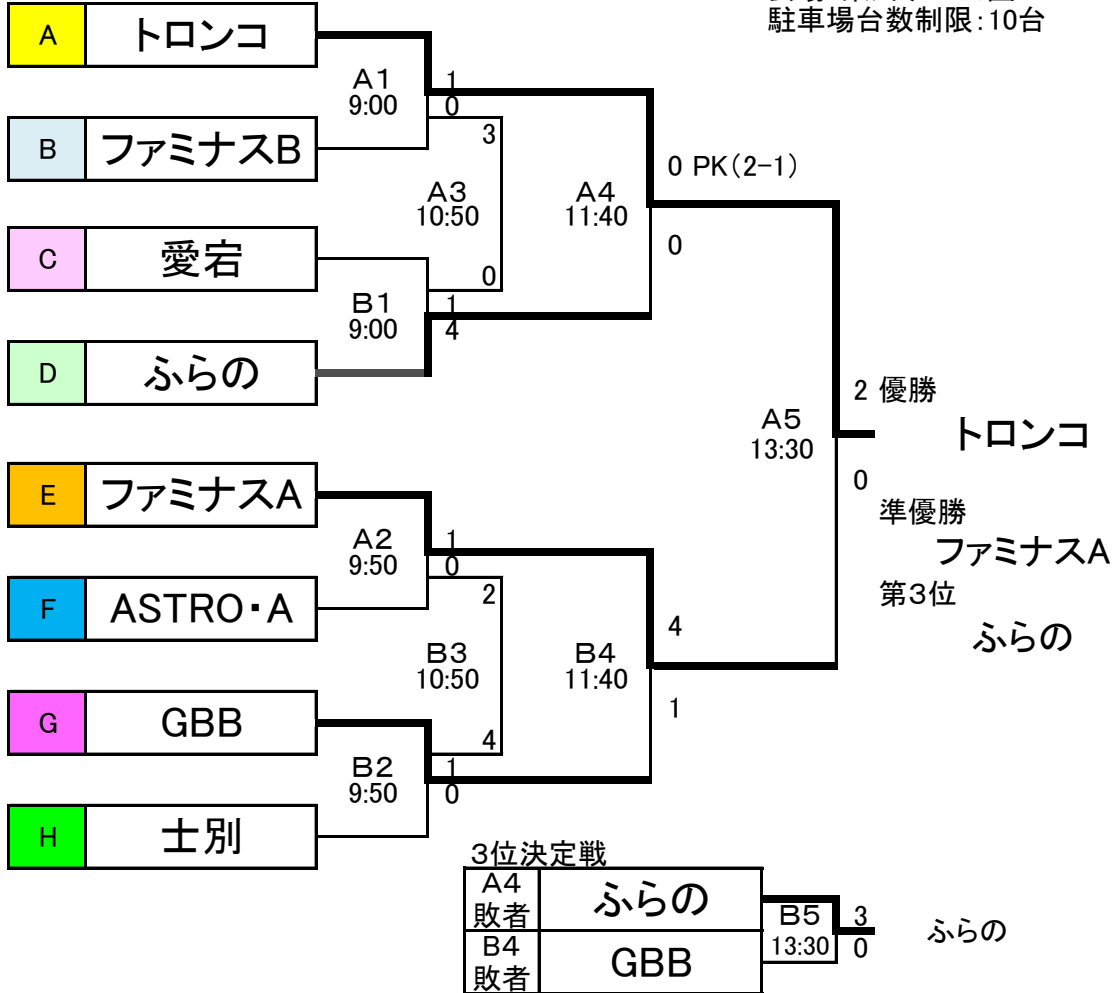 駐車場台数制限:10台
A トロンコ
A1
9:00
1
0
B ファミナスB
3
A3
10:50
0
C 愛宕
B1
9:00
1
4
D ふらの
A4
11:40
0 PK(2-1)
0
E ファミナスA
A2
9:50
1
0
F ASTRO・A
2
B3
10:50
4
G GBB
B2
9:50
1
0
H 士別
B4
11:40
4
1
A5
13:30
2 優勝
トロンコ
0
準優勝
ファミナスA
第3位
ふらの
3位決定戦
A4
敗者
ふらの
B4
敗者
GBB
B5
13:30
3
0
ふらの